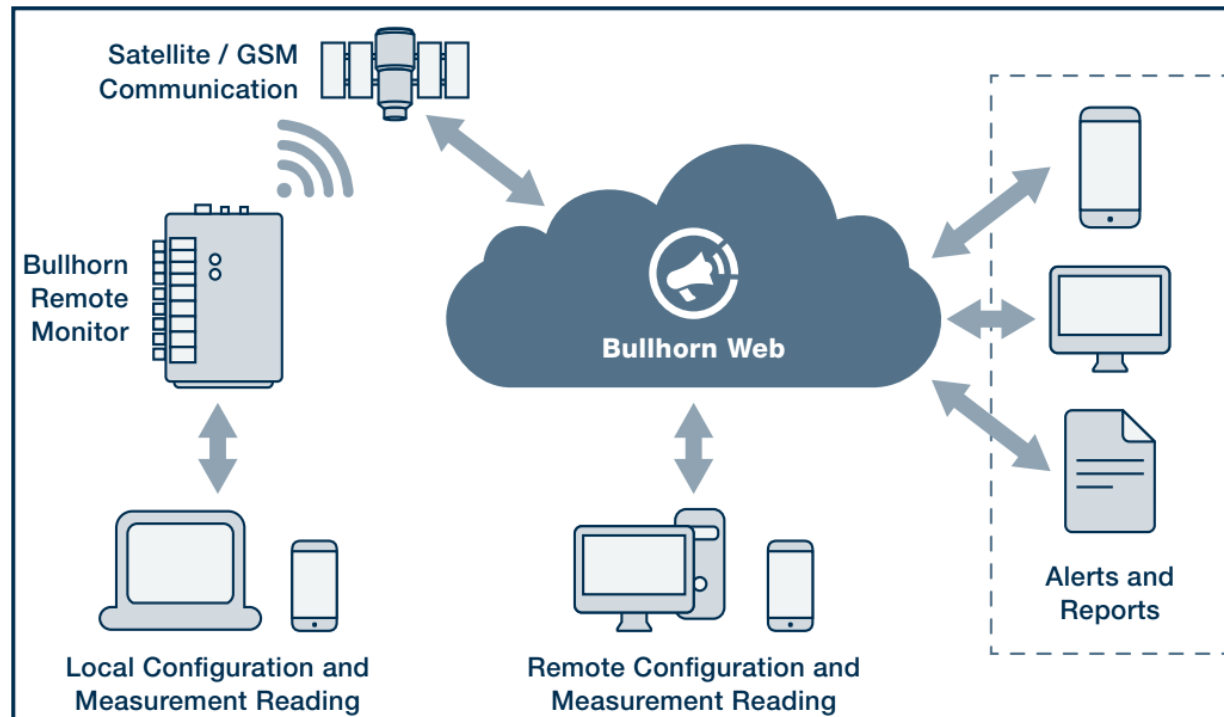 Satellite / GSM
Communication
Bullhorn
Remote
Monitor
Bullhorn Web
Local Configuration and
Measurement Reading
Remote Configuration and
Measurement Reading
Alerts and
Reports